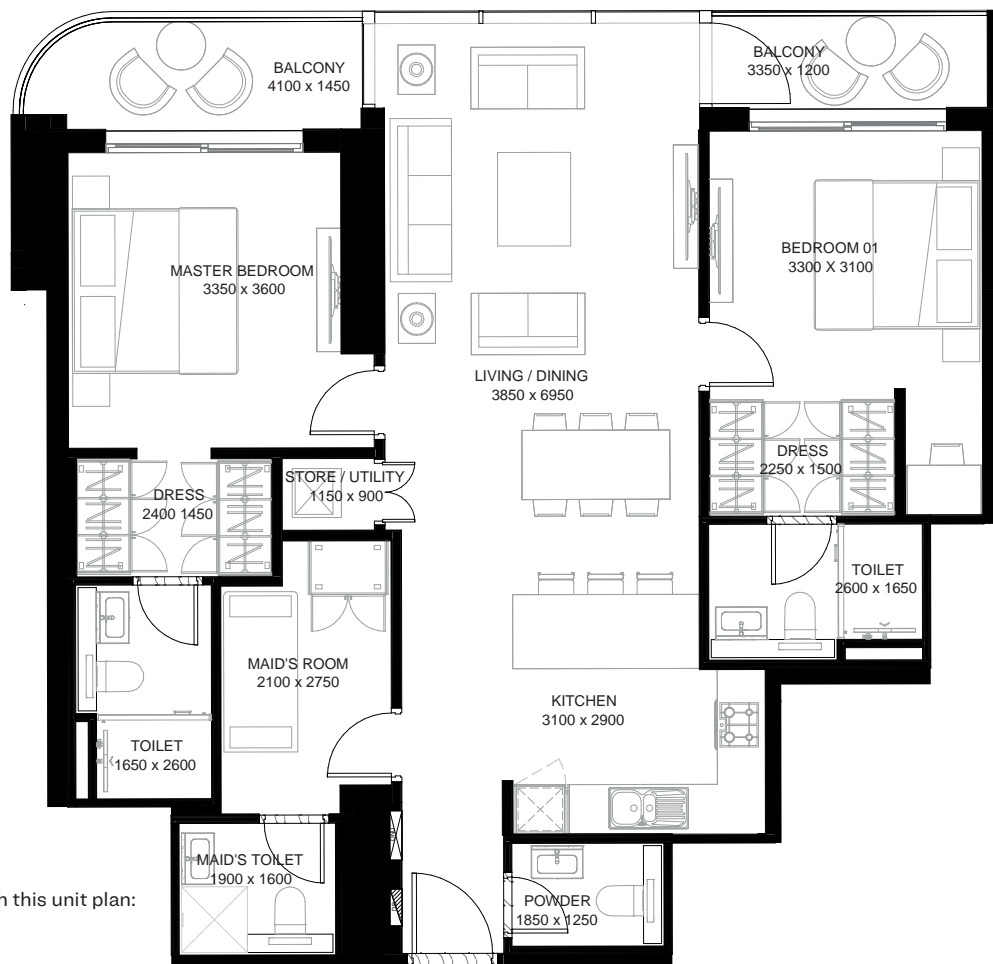 BALCONY
4100 x 1450
BALCONY
3350 x 1200
MASTER BEDROOM
3350 x 3600
BEDROOM 01
3300 X 3100
LIVING / DINING
3850 x 6950
STORE / UTILITY
1150 x 900
DRESS
2400 1450
DRESS
2250 x 1500
TOILET
2600 x 1650
MAID'S ROOM
2100 x 2750
KITCHEN
3100 x 2900
TOILET
1650 x 2600
MAID'S TOILET
1900 x 1600
POWDER
1850 x 1250
this unit plan: